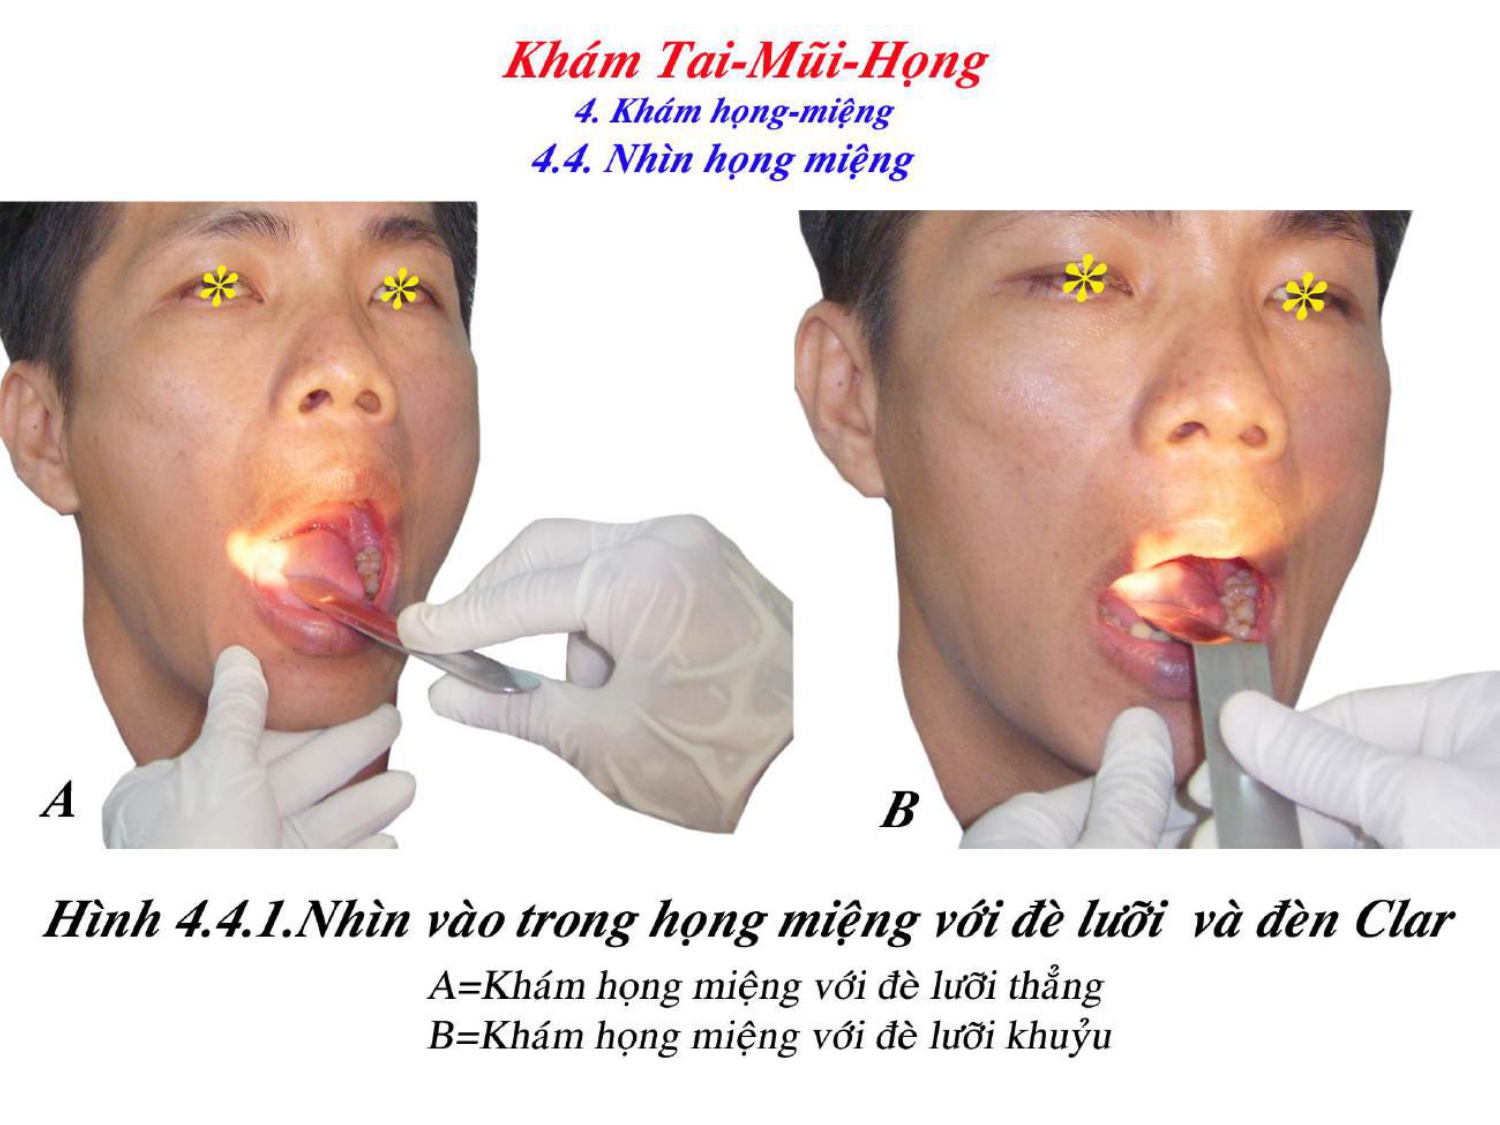 Khám Tai-Mũi-Họng
4. Khám họng-miệng
4.4. Nhìn họng miệng
A
B
Hình 4.4.1.Nhìn vào trong họng miệng với đè lưỡi và đèn Clar
A=Khám họng miệng với đè lưỡi thẳng
B=Khám họng miệng với đè lưỡi khuỷu